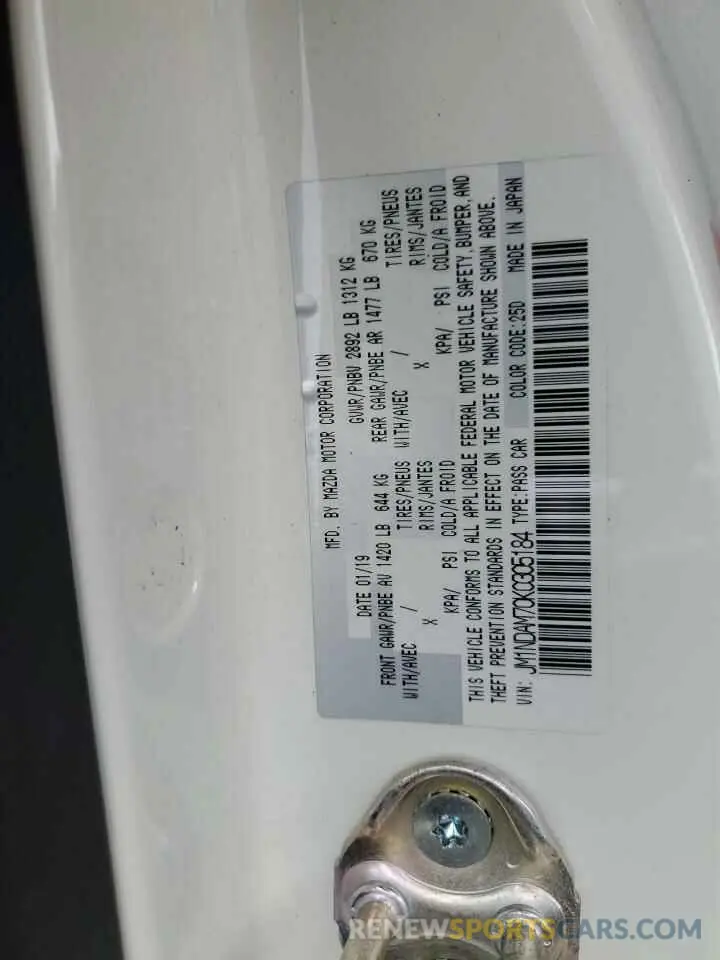 MFD. BY MAZDA MOTOR CORPORATION
DATE 01/19 GVWR/PNBV 2892 LB 1312 KG
FRONT GAWR/PNBE AV 1420 LB 644 KG REAR GAWR/PNBE AR 1477 LB 670 KG
WITH/AVEC / TIRES/PNEUS WITH/AVEC / TIRES/PNEUS
X RIMS/JANTES X RIMS/JANTES
KPA/ PSI COLD/A FROID KPA/ PSI COLD/A FROID
THIS VEHICLE CONFORMS TO ALL APPLICABLE FEDERAL MOTOR VEHICLE SAFETY, BUMPER, AND
THEFT PREVENTION STANDARDS IN EFFECT ON THE DATE OF MANUFACTURE SHOWN ABOVE.
VIN: JM1NDAM70K0305184 TYPE:PASS CAR COLOR CODE:25D MADE IN JAPAN
RENEWSPORTSCARS.COM